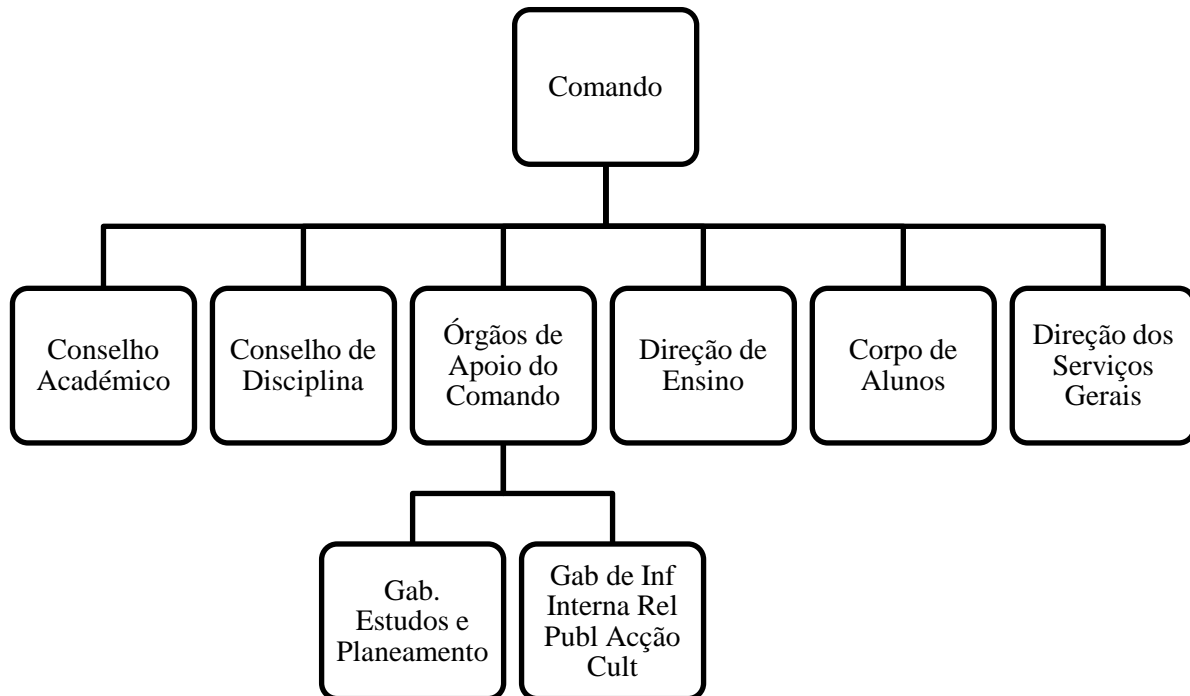 Comando
Conselho
Académico
Conselho de
Disciplina
Órgãos de
Apoio do
Comando
Direção de
Ensino
Corpo de
Alunos
Direção dos
Serviços
Gerais
Gab.
Estudos e
Planeamento
Gab de Inf
Interna Rel
Publ Acção
Cult